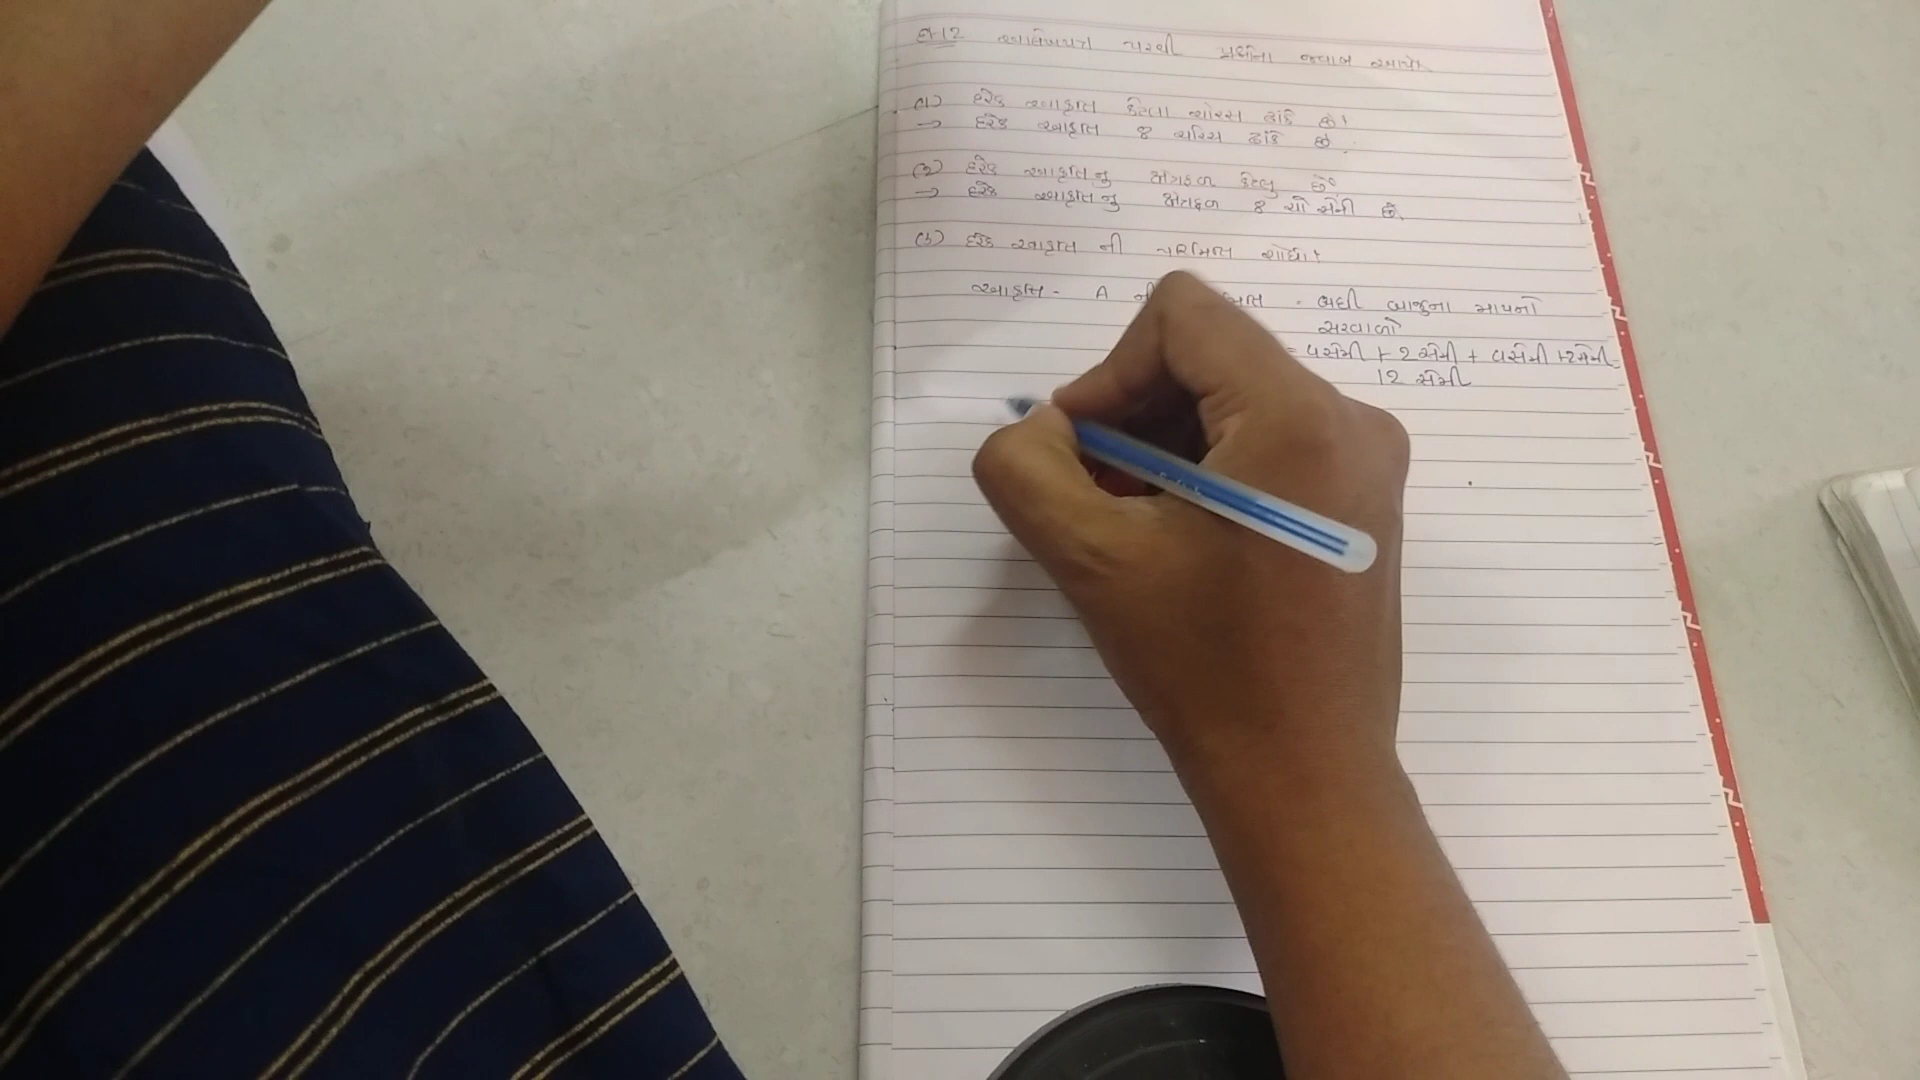 પ્ર-12 આલેખપત્ર પરથી પ્રશ્નોના જવાબ આપો.
(1) દરેક આકૃતિ કેટલા ચોરસ ઢાંકે છે?
→ દરેક આકૃતિ 8 ચોરસ ઢાંકે છે.
(2) દરેક આકૃતિનુ ક્ષેત્રફળ કેટલુ છે?
→ દરેક આકૃતિનુ ક્ષેત્રફળ 8 ચો સેમી છે.
(3) દરેક આકૃતિ ની પરિમિતિ શોધો?
આકૃતિ - A ની = બધી બાજુના માપનો
સરવાળો
= 4સેમી + 2 સેમી + 4સેમી + 2સેમી
12 સેમી